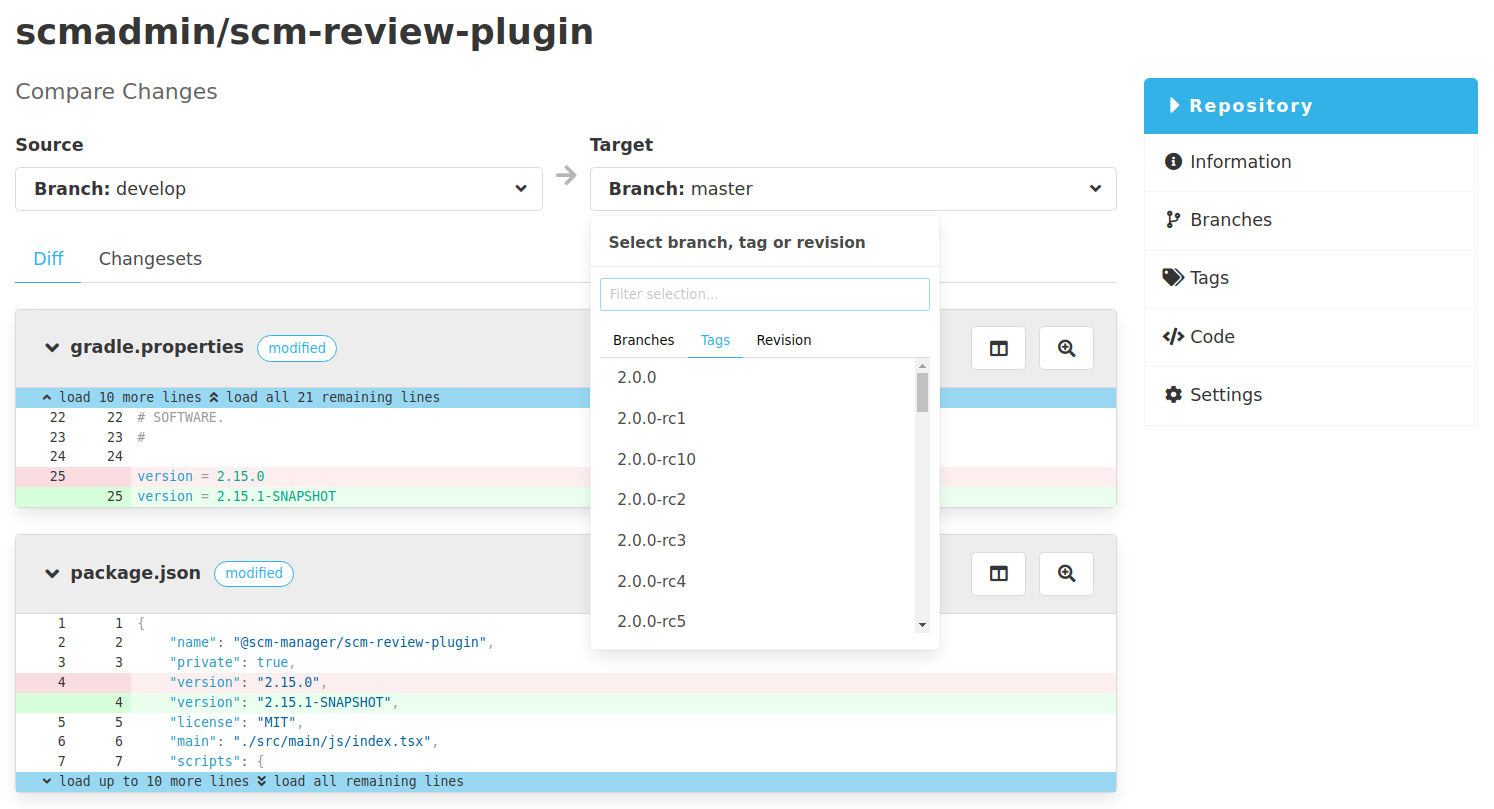 scmadmin/scm-review-plugin
Compare Changes
Source
Branch: develop
Target
Branch: master
Select branch, tag or revision
Filter selection...
Branches Tags Revision
2.0.0
2.0.0-rc1
2.0.0-rc10
2.0.0-rc2
2.0.0-rc3
2.0.0-rc4
2.0.0-rc5
Diff Changesets
gradle.properties modified
load 10 more lines load all 21 remaining lines
22 22 # SOFTWARE.
23 23 #
24 24
25 version = 2.15.0
25 version = 2.15.1-SNAPSHOT
package.json modified
1 1 {
2 2 "name": "@scm-manager/scm-review-plugin",
3 3 "private": true,
4 "version": "2.15.0",
4 "version": "2.15.1-SNAPSHOT",
5 5 "license": "MIT",
6 6 "main": "./src/main/js/index.tsx",
7 7 "scripts": {
load up to 10 more lines load all remaining lines
Repository
Information
Branches
Tags
Code
Settings